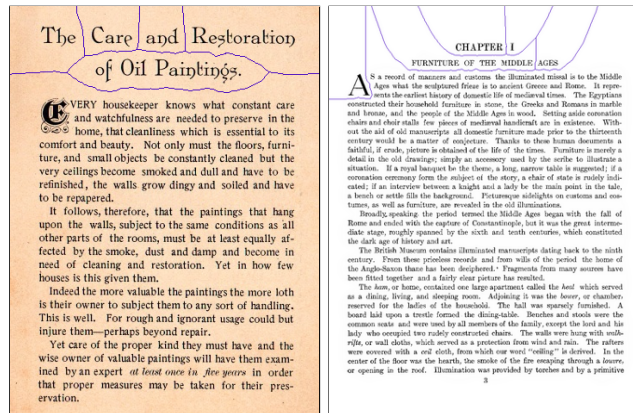 The Care and Restoration
of Oil Paintings.
EVERY housekeeper knows what constant care
and watchfulness are needed to preserve in the
home, that cleanliness which is essential to its
comfort and beauty. Not only must the floors, furni-
ture, and small objects be constantly cleaned but the
very ceilings become smoked and dull and have to be
refinished, the walls grow dingy and soiled and have
to be repapered.
It follows, therefore, that the paintings that hang
upon the walls, subject to the same conditions as all
other parts of the rooms, must be at least equally af-
fected by the smoke, dust and damp and become in
need of cleaning and restoration. Yet in how few
houses is this given them.
Indeed the more valuable the paintings the more loth
is their owner to subject them to any sort of handling.
This is well. For rough and ignorant usage could but
injure them—perhaps beyond repair.
Yet care of the proper kind they must have and the
wise owner of valuable paintings will have them exam-
ined by an expert at least once in five years in order
that proper measures may be taken for their pres-
ervation.
CHAPTER I
FURNITURE OF THE MIDDLE AGES
AS a record of manners and customs the illuminated missal is to the Middle
Ages what the sculptured frieze is to ancient Greece and Rome. It repre-
sents the earliest history of domestic life of mediæval times. The Egyptians
constructed their household furniture in stone, the Greeks and Romans in marble
and bronze, and the people of the Middle Ages in wood. Setting aside coronation
chairs and choir stalls few pieces of mediæval handicraft are in existence. With-
out the aid of old manuscripts all domestic furniture made prior to the thirteenth
century would be a matter of conjecture. Thanks to these human documents a
faithful, if crude, picture is obtained of the life of the times. Furniture is merely a
detail in the old drawings; simply an accessory used by the scribe to illustrate a
situation. If a royal banquet be the theme, a long, narrow table is suggested; if a
coronation ceremony form the subject of the story, a chair of state is rudely indi-
cated; if an interview between a knight and a lady be the main point in the tale,
a bench or settle fills the background. Picturesque sidelights on customs and cos-
tumes, as well as furniture, are revealed in the old illuminations.
Broadly, speaking the period termed the Middle Ages began with the fall of
Rome and ended with the capture of Constantinople, but it was the great interme-
diate stage, roughly spanned by the sixth and tenth centuries, which constituted
the dark age of history and art.
The British Museum contains illuminated manuscripts dating back to the ninth
century. From these priceless records and from wills of the period the home of
the Anglo-Saxon thane has been deciphered. Fragments from many sources have
been fitted together and a fairly clear picture has resulted.
The ham, or home, contained one large apartment called the heal which served
as a dining, living, and sleeping room. Adjoining it was the bower, or chamber,
reserved for the ladies of the household. The hall was sparsely furnished. A
board laid upon a trestle formed the dining-table. Benches and stools were the
common seats and were used by all members of the family, except the lord and his
lady who occupied two rudely constructed chairs. The walls were hung with wah-
rifts, or wall cloths, which served as a protection from wind and rain. The rafters
were covered with a ceil cloth, from which our word "ceiling" is derived. In the
center of the floor was the hearth, the smoke of the fire escaping through a louvre,
or opening in the roof. Illumination was provided by torches and by a primitive
3